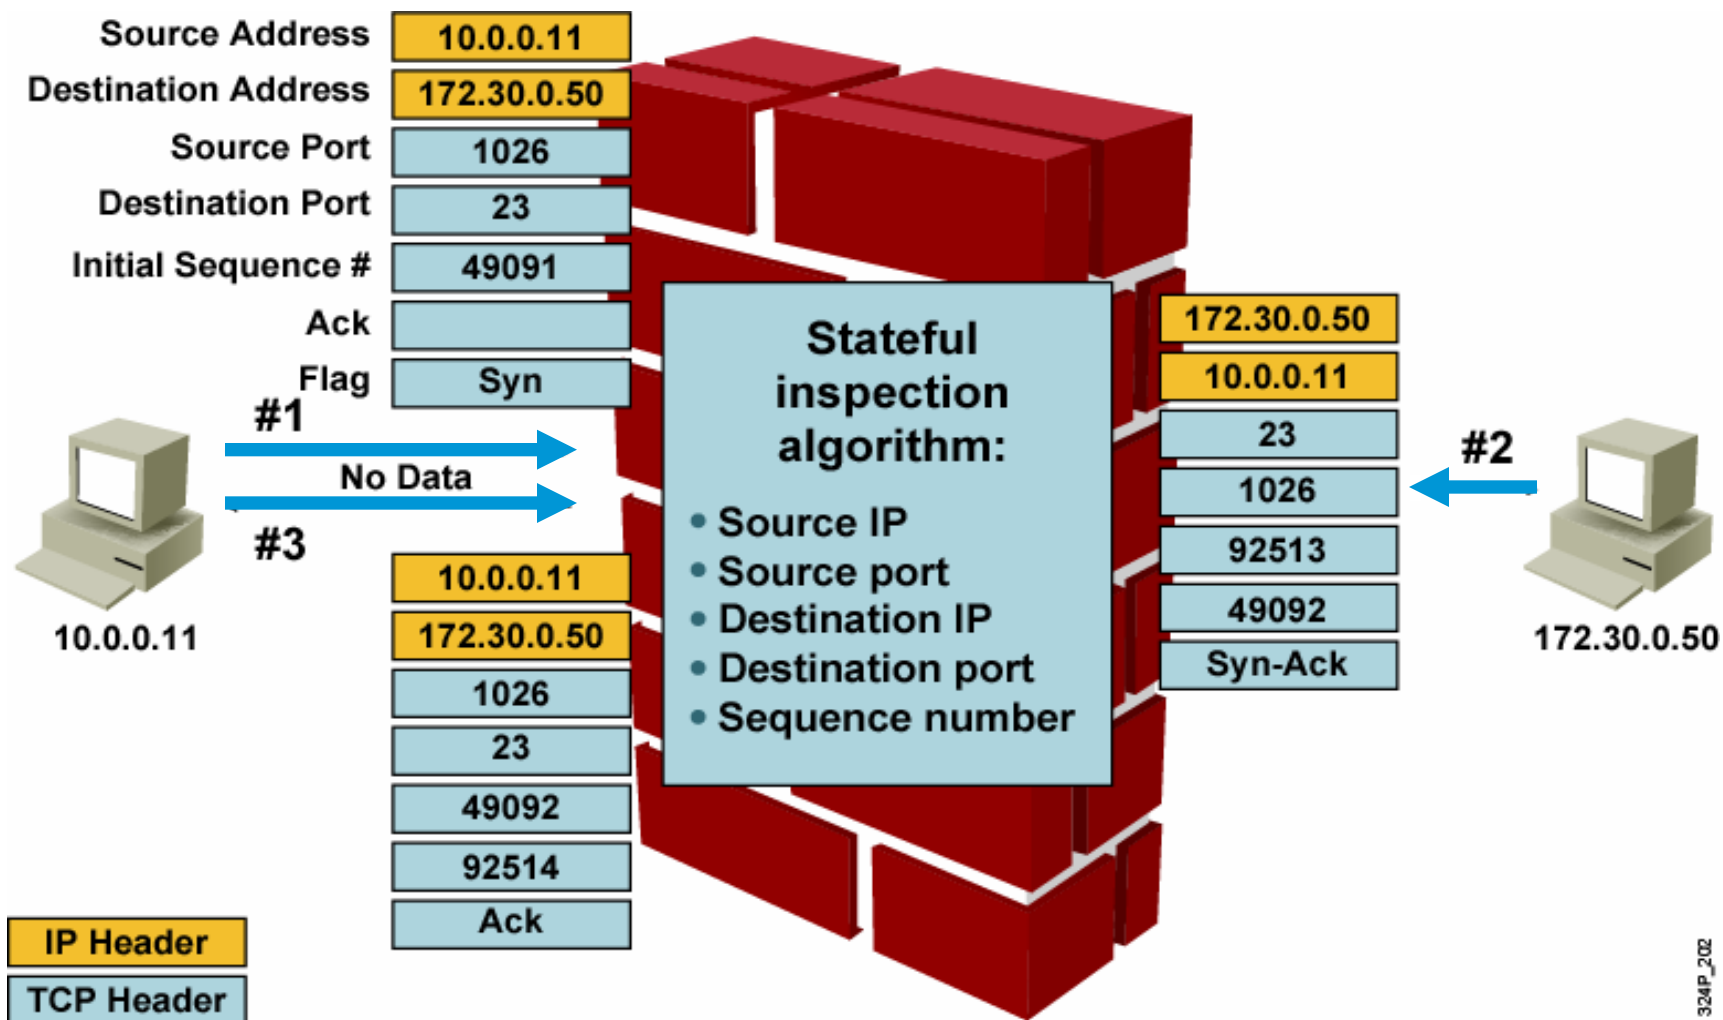 Source Address 10.0.0.11
Destination Address 172.30.0.50
Source Port 1026
Destination Port 23
Initial Sequence # 49091
Ack
Flag Syn
#1
No Data
#3
10.0.0.11
10.0.0.11
172.30.0.50
1026
23
49092
92514
Ack
Stateful
inspection
algorithm:
• Source IP
• Source port
• Destination IP
• Destination port
• Sequence number
172.30.0.50
10.0.0.11
23
1026
92513
49092
Syn-Ack
#2
172.30.0.50
IP Header
TCP Header
324P_202